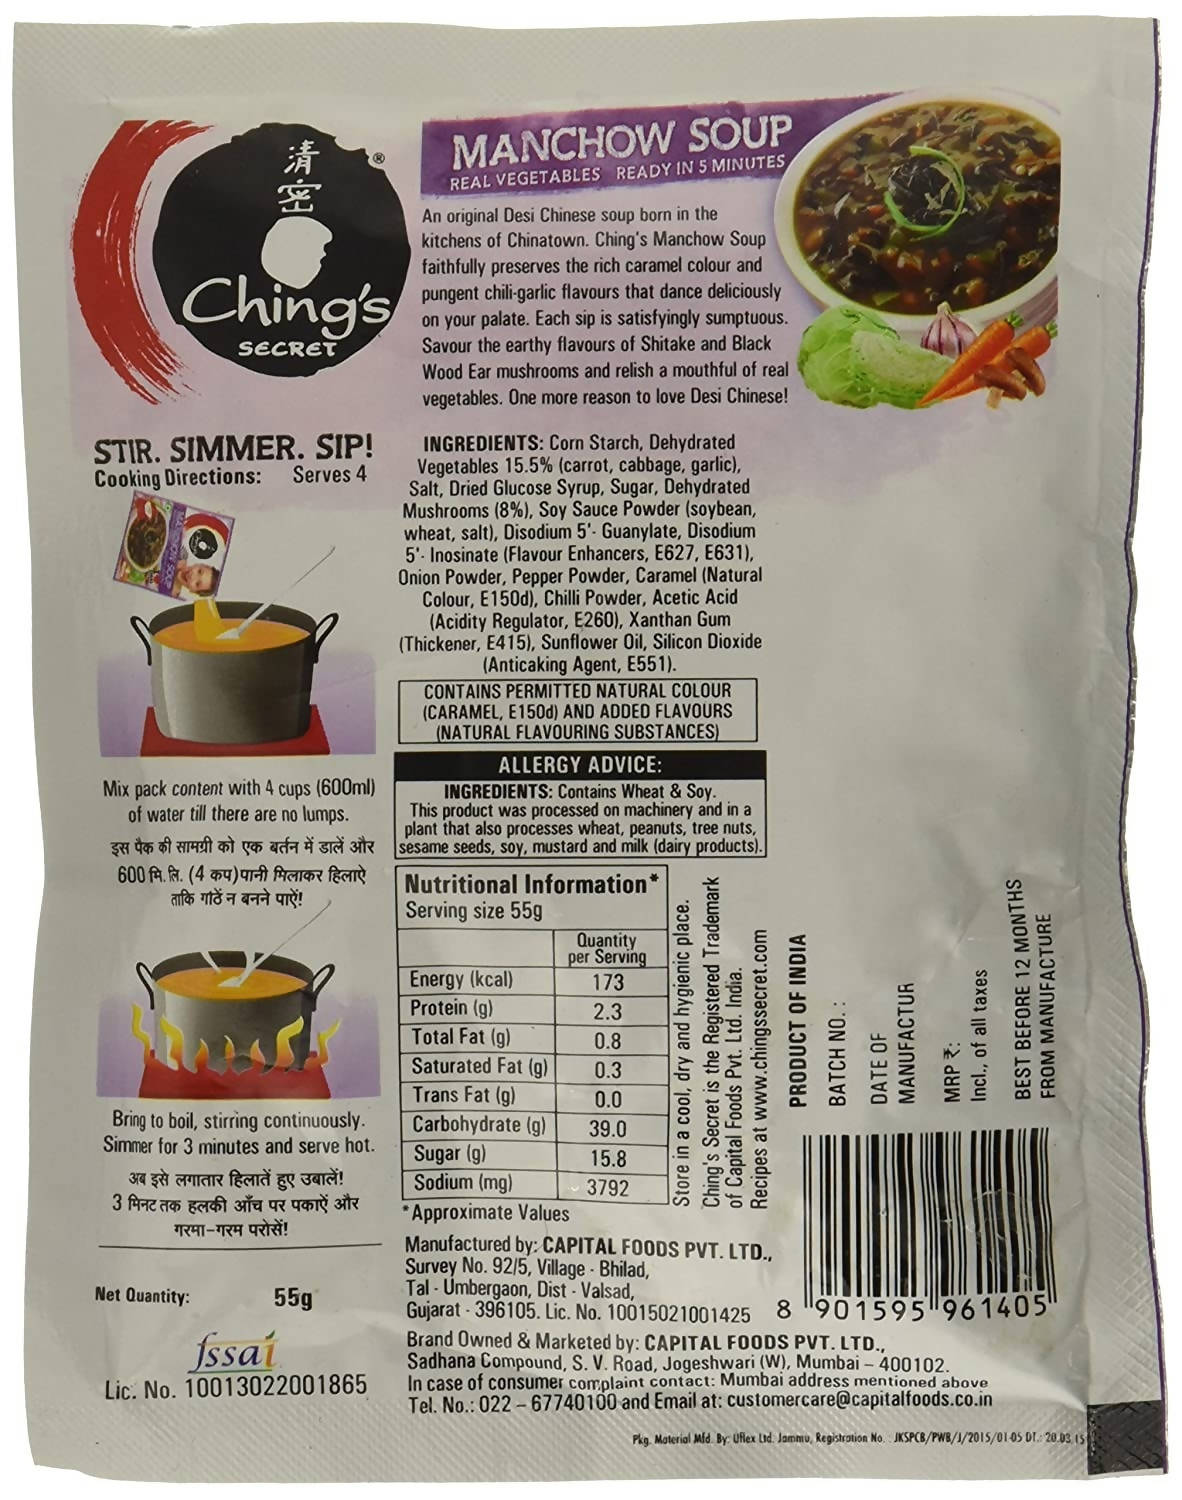 清
密
®
Ching's
SECRET
MANCHOW SOUP
REAL VEGETABLES READY IN 5 MINUTES
An original Desi Chinese soup born in the
kitchens of Chinatown. Ching's Manchow Soup
faithfully preserves the rich caramel colour and
pungent chili-garlic flavours that dance deliciously
on your palate. Each sip is satisfyingly sumptuous.
Savour the earthy flavours of Shitake and Black
Wood Ear mushrooms and relish a mouthful of real
vegetables. One more reason to love Desi Chinese!
STIR. SIMMER. SIP!
Cooking Directions: Serves 4
Mix pack content with 4 cups (600ml)
of water till there are no lumps.
इस पैक की सामग्री को एक बर्तन में डालें और
600 मि. लि. (4 कप) पानी मिलाकर हिलाऐ
ताकि गांठें न बनने पाऐं!
Bring to boil, stirring continuously.
Simmer for 3 minutes and serve hot.
अब इसे लगातार हिलातें हुए उबालें!
3 मिनट तक हलकी आँच पर पकाऐं और
गरमा-गरम परोसें!
Net Quantity: 55g
fssai
Lic. No. 10013022001865
INGREDIENTS: Corn Starch, Dehydrated
Vegetables 15.5% (carrot, cabbage, garlic),
Salt, Dried Glucose Syrup, Sugar, Dehydrated
Mushrooms (8%), Soy Sauce Powder (soybean,
wheat, salt), Disodium 5'- Guanylate, Disodium
5'- Inosinate (Flavour Enhancers, E627, E631),
Onion Powder, Pepper Powder, Caramel (Natural
Colour, E150d), Chilli Powder, Acetic Acid
(Acidity Regulator, E260), Xanthan Gum
(Thickener, E415), Sunflower Oil, Silicon Dioxide
(Anticaking Agent, E551).
CONTAINS PERMITTED NATURAL COLOUR
(CARAMEL, E150d) AND ADDED FLAVOURS
(NATURAL FLAVOURING SUBSTANCES)
ALLERGY ADVICE:
INGREDIENTS: Contains Wheat & Soy.
This product was processed on machinery and in a
plant that also processes wheat, peanuts, tree nuts,
sesame seeds, soy, mustard and milk (dairy products).
Nutritional Information*
Serving size 55g
Quantity
per Serving
Energy (kcal) 173
Protein (g) 2.3
Total Fat (g) 0.8
Saturated Fat (g) 0.3
Trans Fat (g) 0.0
Carbohydrate (g) 39.0
Sugar (g) 15.8
Sodium (mg) 3792
*Approximate Values
Store in a cool, dry and hygienic place.
Ching's Secret is the Registered Trademark
of Capital Foods Pvt. Ltd. India.
Recipes at www.chingssecret.com
PRODUCT OF INDIA
BATCH NO. :
DATE OF
MANUFACTUR
MRP ₹:
Incl., of all taxes
BEST BEFORE 12 MONTHS
FROM MANUFACTURE
8 901595 961405
Manufactured by: CAPITAL FOODS PVT. LTD.,
Survey No. 92/5, Village - Bhilad,
Tal - Umbergaon, Dist - Valsad,
Gujarat - 396105. Lic. No. 10015021001425
Brand Owned & Marketed by: CAPITAL FOODS PVT. LTD.,
Sadhana Compound, S. V. Road, Jogeshwari (W), Mumbai – 400102.
In case of consumer complaint contact: Mumbai address mentioned above
Tel. No.: 022 – 67740100 and Email at: customercare@capitalfoods.co.in
Pkg. Material Mfd. By: Uflex Ltd. Jammu, Registration No. : JKSPCB/PWB/J/2015/01-05 DT.: 20.03.15